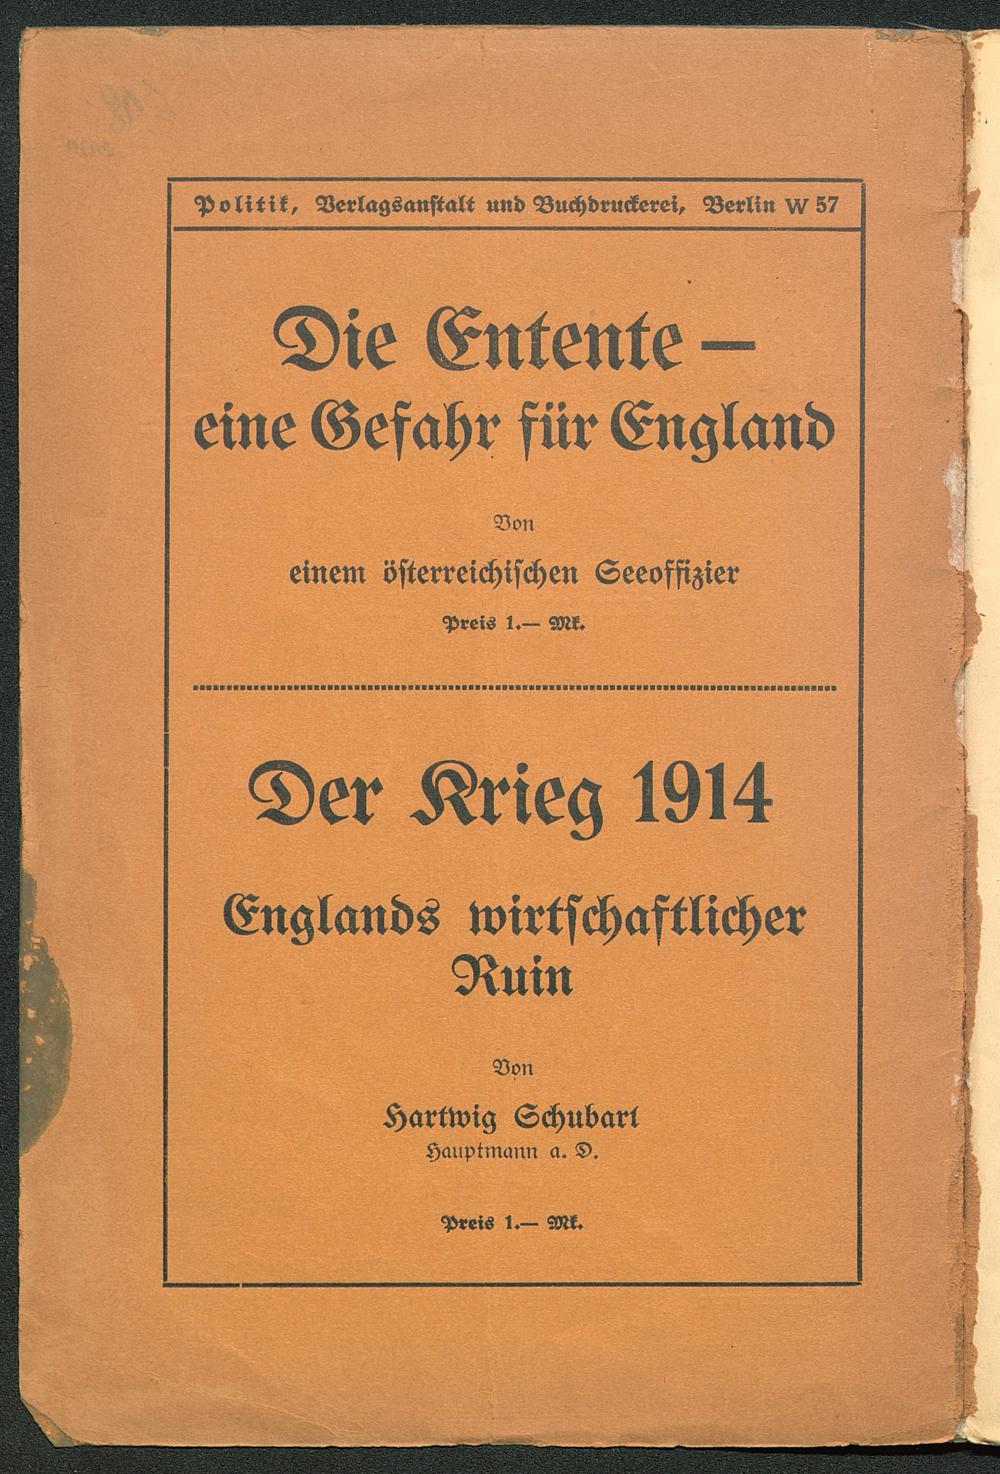 Politik, Verlagsanstalt und Buchdruckerei, Berlin W 57
Die Entente —
eine Gefahr für England
Von
einem österreichischen Seeoffizier
Preis 1.— Mk.
Der Krieg 1914
Englands wirtschaftlicher
Ruin
Von
Hartwig Schubart
Hauptmann a. D.
Preis 1.— Mk.